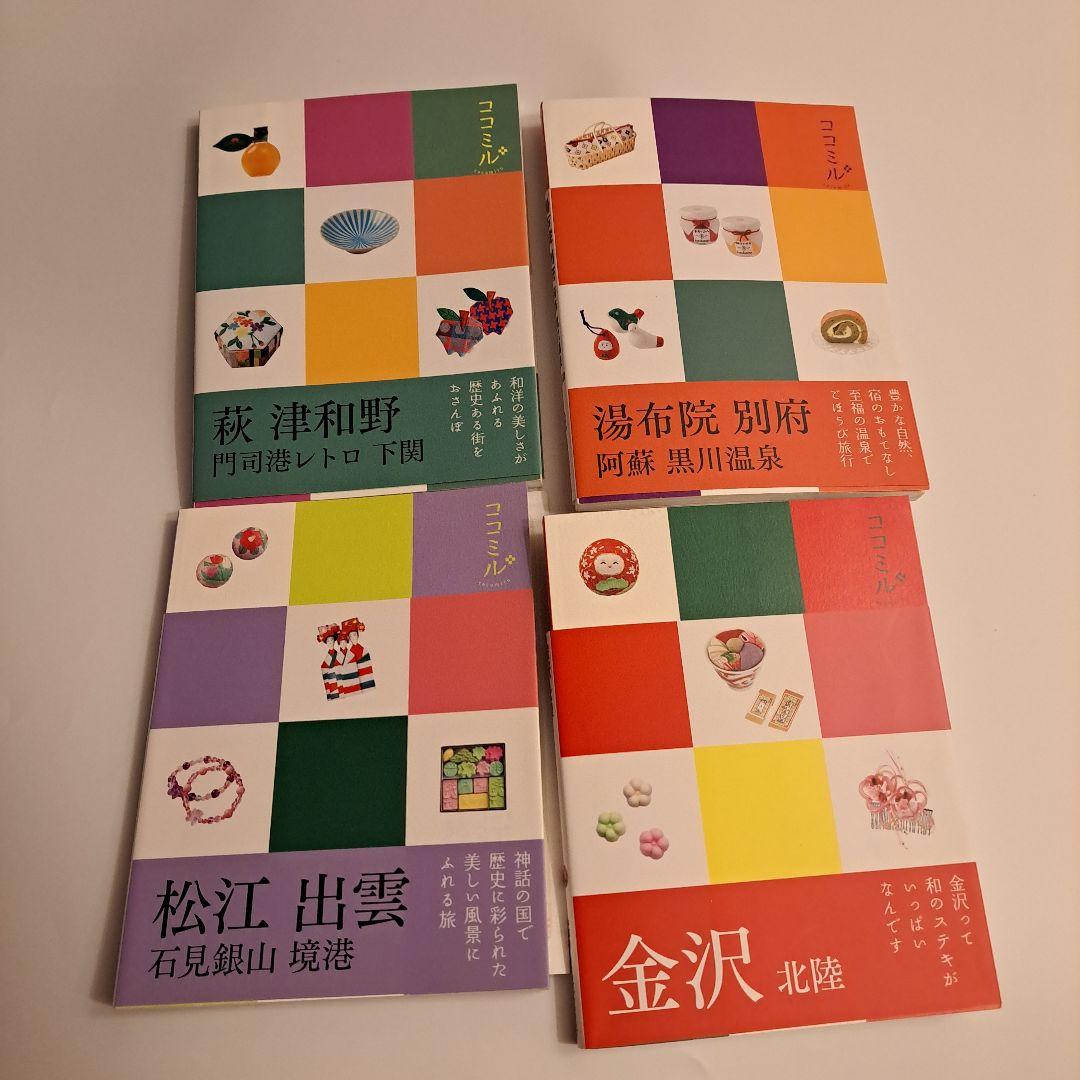 ココミル
cocomiru
和洋の美しさが
あふれる
歴史ある街を
おさんぽ
萩 津和野
門司港レトロ 下関
ココミル
cocomiru
豊かな自然、
宿のおもてなし
至福の温泉で
ごほうび旅行
湯布院 別府
阿蘇 黒川温泉
ココミル
cocomiru
神話の国で
歴史に彩られた
美しい風景に
ふれる旅
松江 出雲
石見銀山 境港
ココミル
金沢って
和のステキが
いっぱい
なんです
金沢 北陸